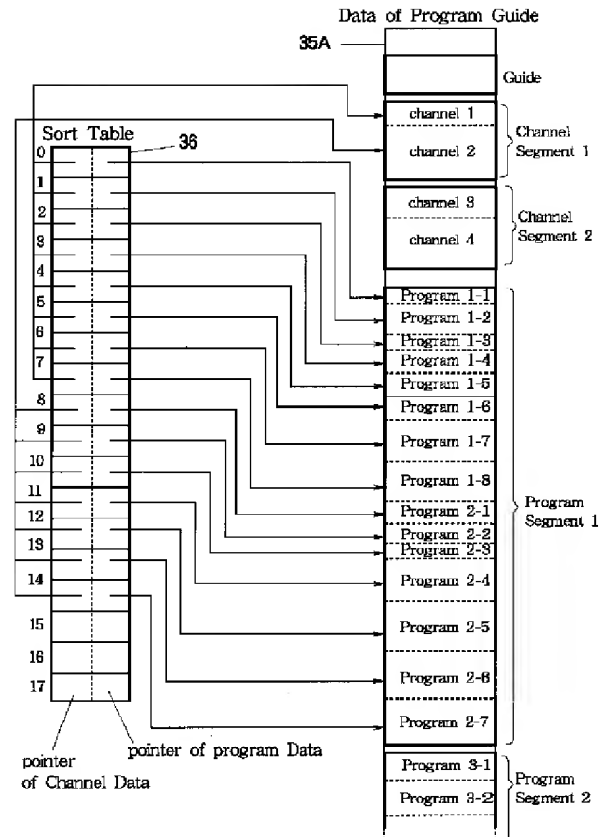 Data of Program Guide
35A
Guide
channel 1
channel 2
Channel
Segment 1
channel 3
channel 4
Channel
Segment 2
Sort Table
36
0
1
2
3
4
5
6
7
8
9
10
11
12
13
14
15
16
17
pointer
of Channel Data
pointer of program Data
Program 1-1
Program 1-2
Program 1-3
Program 1-4
Program 1-5
Program 1-6
Program 1-7
Program 1-8
Program 2-1
Program 2-2
Program 2-3
Program 2-4
Program 2-5
Program 2-6
Program 2-7
Program
Segment 1
Program 3-1
Program 3-2
Program
Segment 2